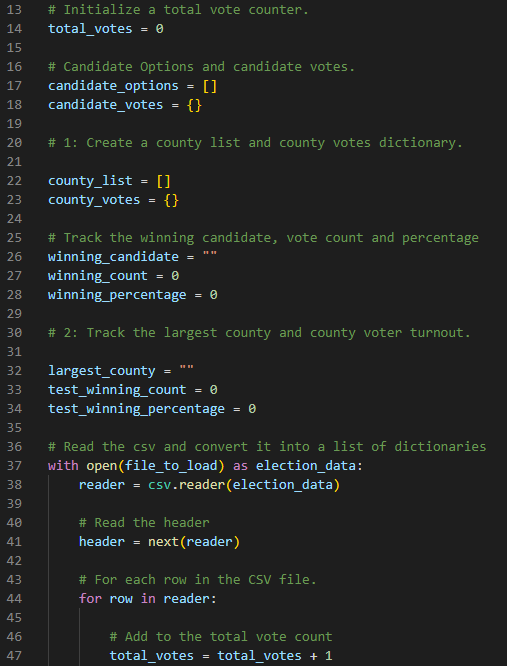 13 # Initialize a total vote counter.
14 total_votes = 0
15
16 # Candidate Options and candidate votes.
17 candidate_options = []
18 candidate_votes = {}
19
20 # 1: Create a county list and county votes dictionary.
21
22 county_list = []
23 county_votes = {}
24
25 # Track the winning candidate, vote count and percentage
26 winning_candidate = ""
27 winning_count = 0
28 winning_percentage = 0
29
30 # 2: Track the largest county and county voter turnout.
31
32 largest_county = ""
33 test_winning_count = 0
34 test_winning_percentage = 0
35
36 # Read the csv and convert it into a list of dictionaries
37 with open(file_to_load) as election_data:
38     reader = csv.reader(election_data)
39
40     # Read the header
41     header = next(reader)
42
43     # For each row in the CSV file.
44     for row in reader:
45
46         # Add to the total vote count
47         total_votes = total_votes + 1